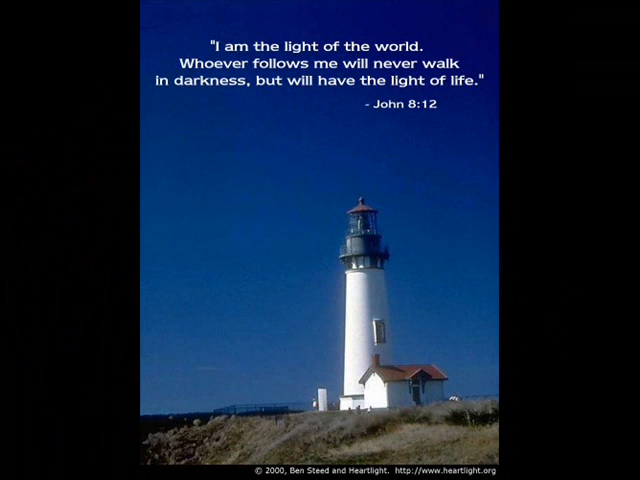 "I am the light of the world.
Whoever follows me will never walk
in darkness, but will have the light of life."
- John 8:12
© 2000, Ben Steed and Heartlight. http://www.heartlight.org